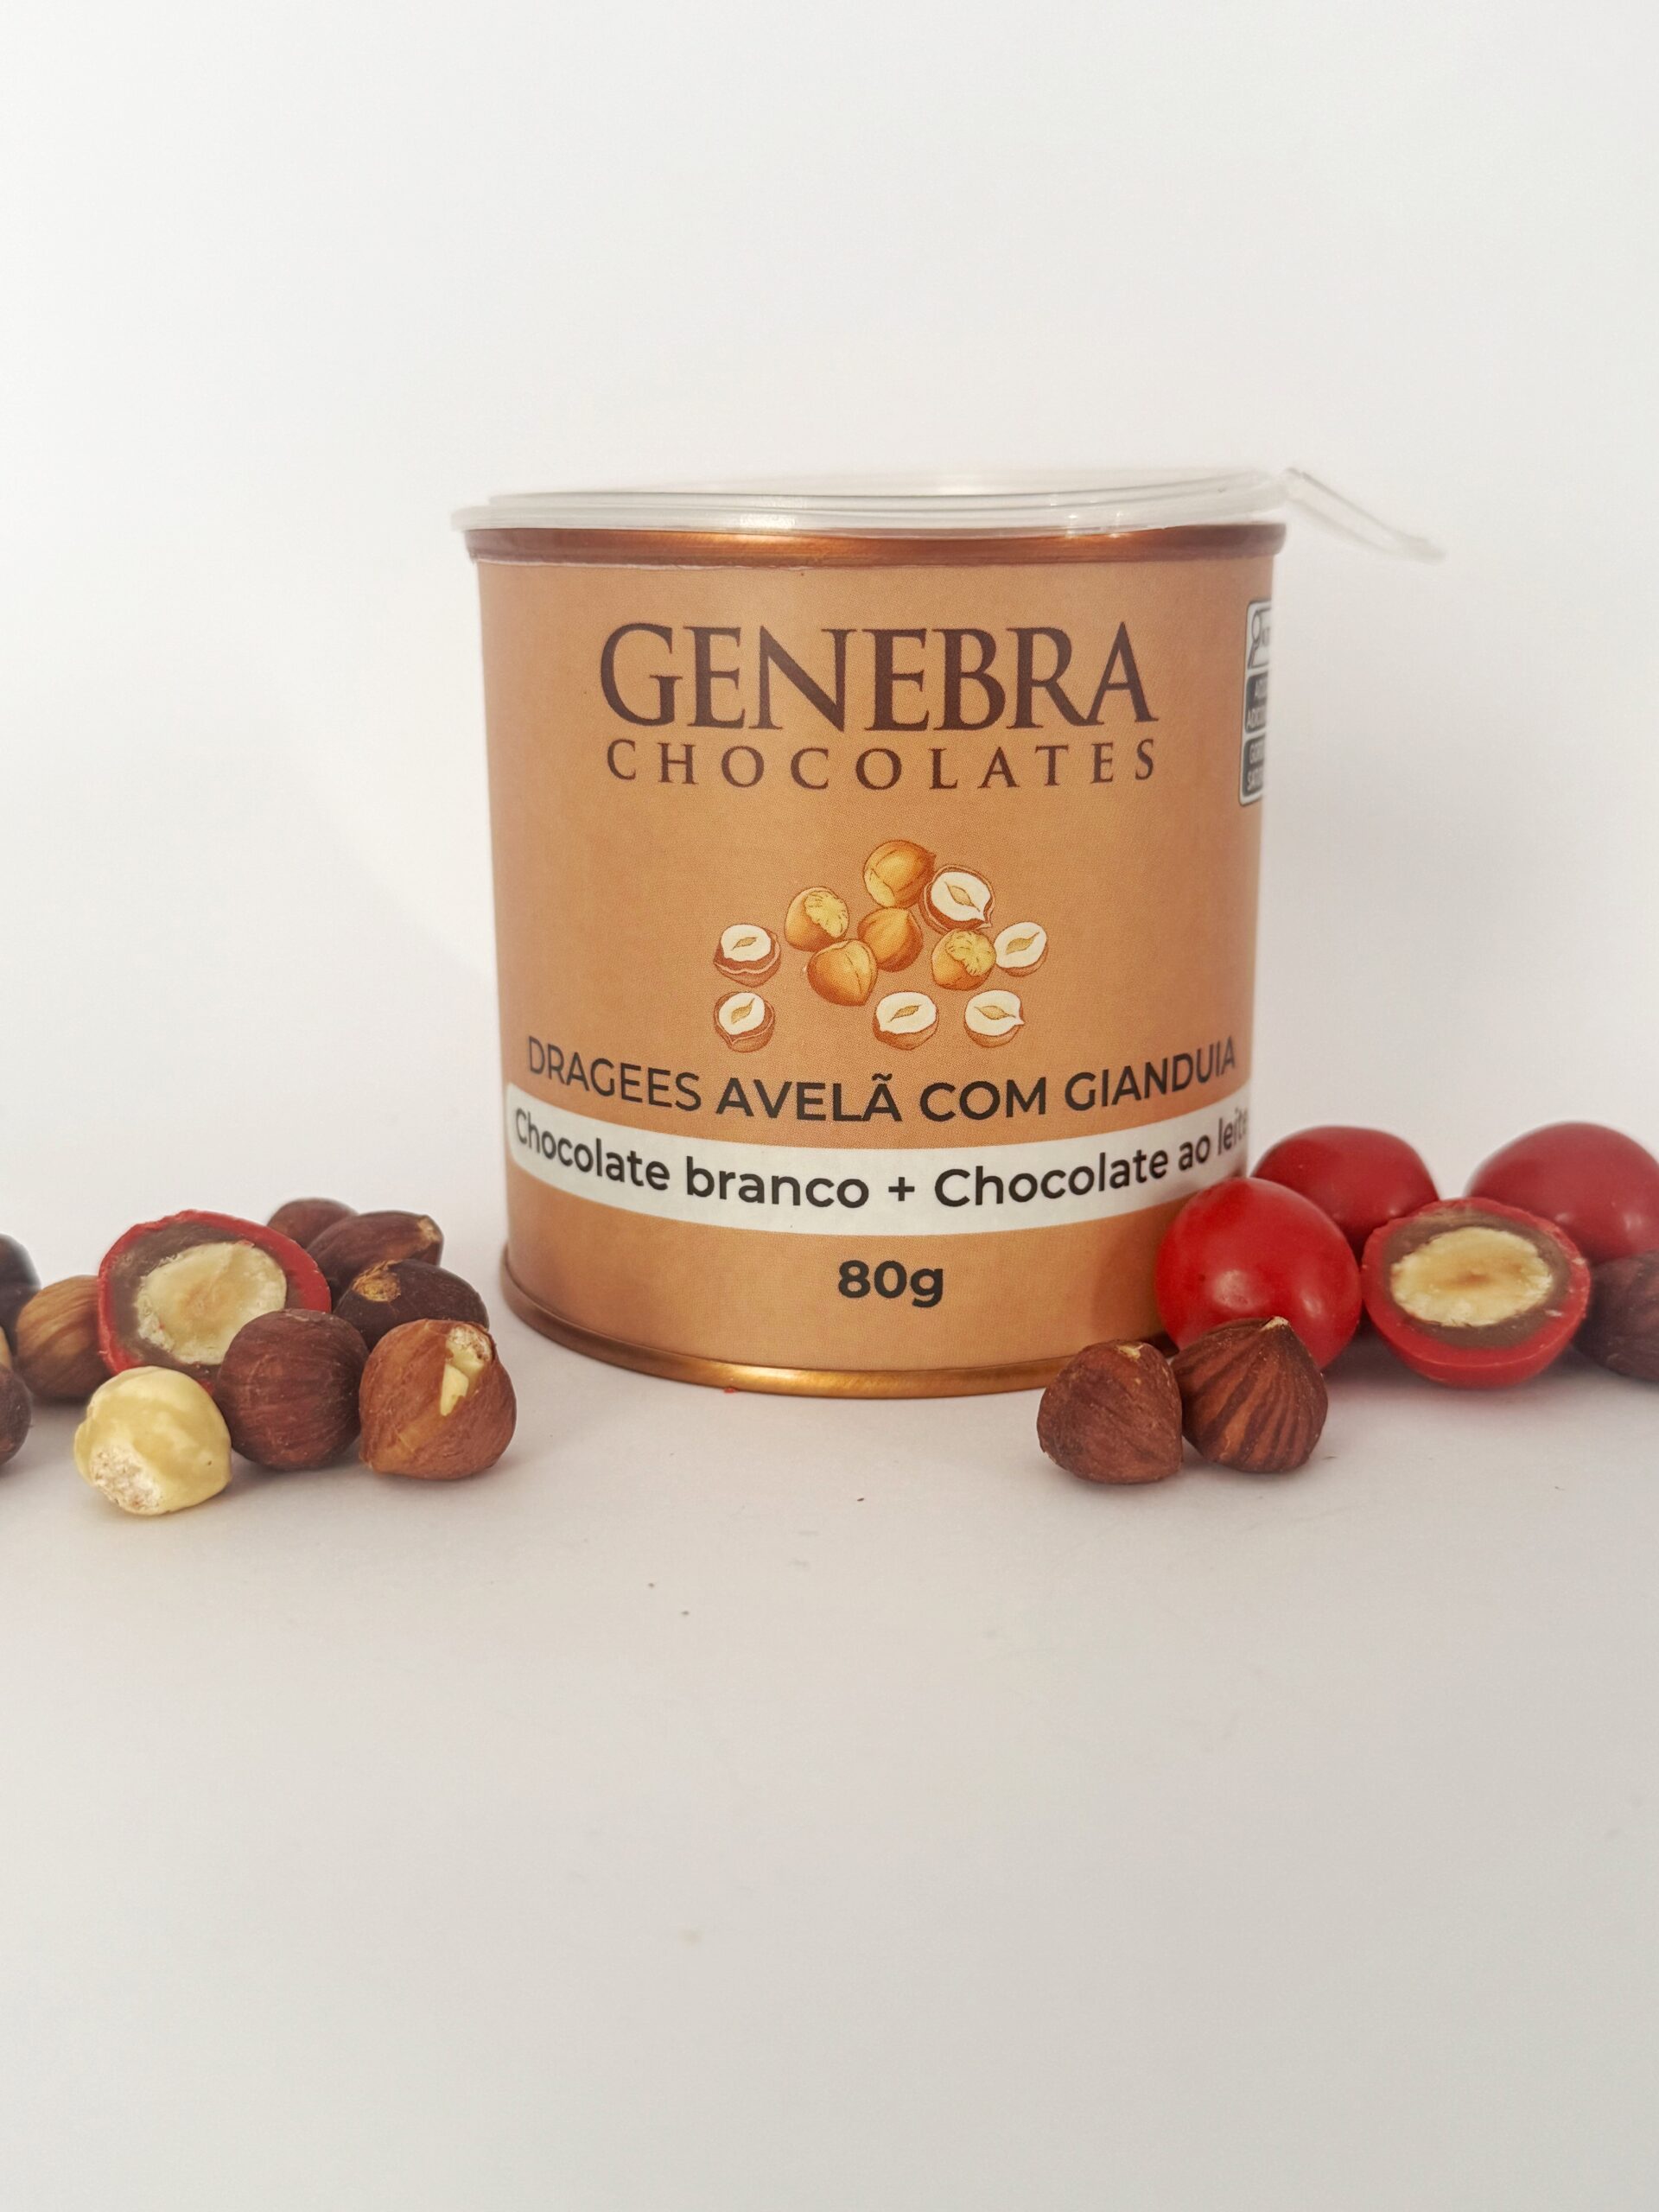 GENEBRA
CHOCOLATES
DRAGEES AVELÃ COM GIANDUIA
Chocolate branco + Chocolate ao leite
80g